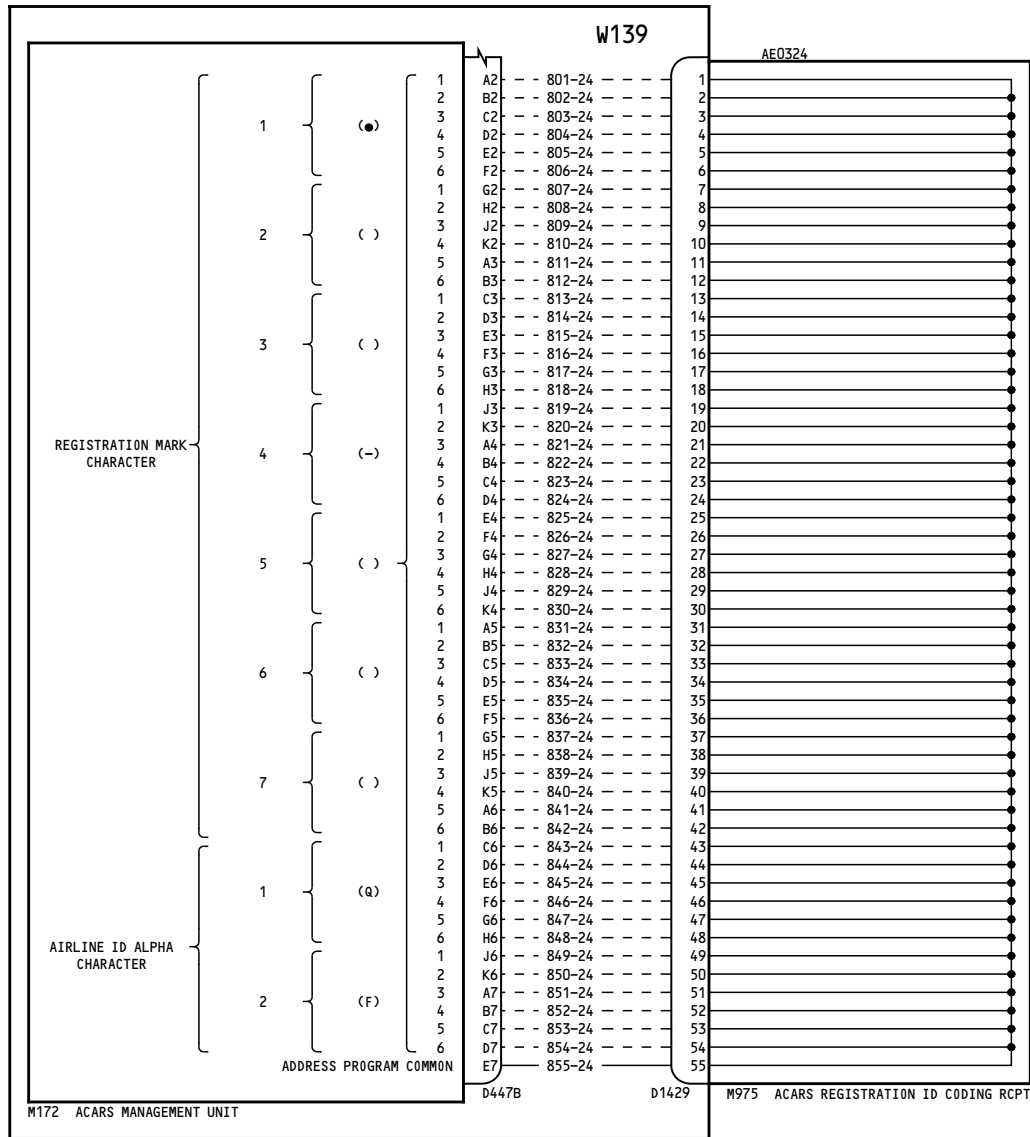 W139
AE0324
1 A2 801-24 1
2 B2 802-24 2
3 C2 803-24 3
1 (●) 4 D2 804-24 4
5 E2 805-24 5
6 F2 806-24 6
1 G2 807-24 7
2 H2 808-24 8
3 J2 809-24 9
2 ( ) 4 K2 810-24 10
5 A3 811-24 11
6 B3 812-24 12
1 C3 813-24 13
2 D3 814-24 14
3 E3 815-24 15
3 ( ) 4 F3 816-24 16
5 G3 817-24 17
6 H3 818-24 18
1 J3 819-24 19
2 K3 820-24 20
REGISTRATION MARK 3 A4 821-24 21
CHARACTER 4 (-) 4 B4 822-24 22
5 C4 823-24 23
6 D4 824-24 24
1 E4 825-24 25
2 F4 826-24 26
3 G4 827-24 27
5 ( ) 4 H4 828-24 28
5 J4 829-24 29
6 K4 830-24 30
1 A5 831-24 31
2 B5 832-24 32
3 C5 833-24 33
6 ( ) 4 D5 834-24 34
5 E5 835-24 35
6 F5 836-24 36
1 G5 837-24 37
2 H5 838-24 38
3 J5 839-24 39
7 ( ) 4 K5 840-24 40
5 A6 841-24 41
6 B6 842-24 42
1 C6 843-24 43
2 D6 844-24 44
3 E6 845-24 45
1 (Q) 4 F6 846-24 46
5 G6 847-24 47
6 H6 848-24 48
AIRLINE ID ALPHA 1 J6 849-24 49
CHARACTER 2 K6 850-24 50
3 A7 851-24 51
2 (F) 4 B7 852-24 52
5 C7 853-24 53
6 D7 854-24 54
ADDRESS PROGRAM COMMON E7 855-24 55
D447B D1429 M975 ACARS REGISTRATION ID CODING RCPT
M172 ACARS MANAGEMENT UNIT